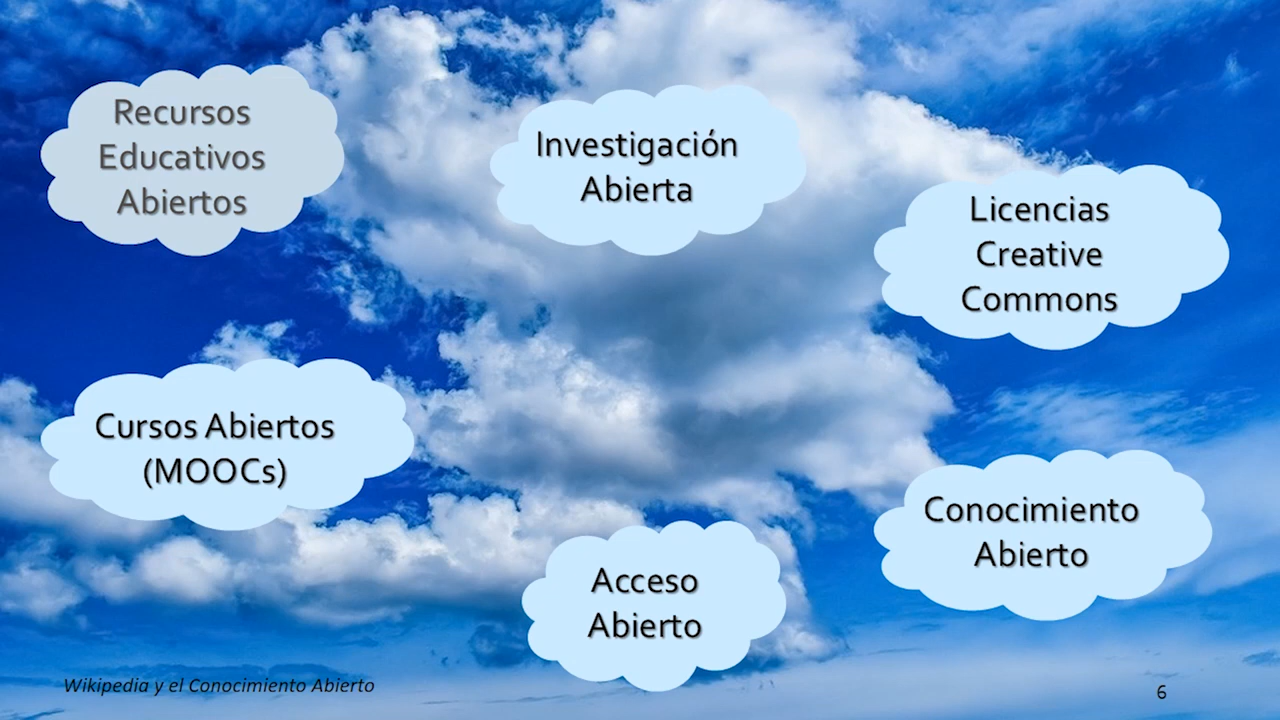 Recursos
Educativos
Abiertos
Investigación
Abierta
Licencias
Creative
Commons
Cursos Abiertos
(MOOCs)
Conocimiento
Abierto
Acceso
Abierto
Wikipedia y el Conocimiento Abierto
6